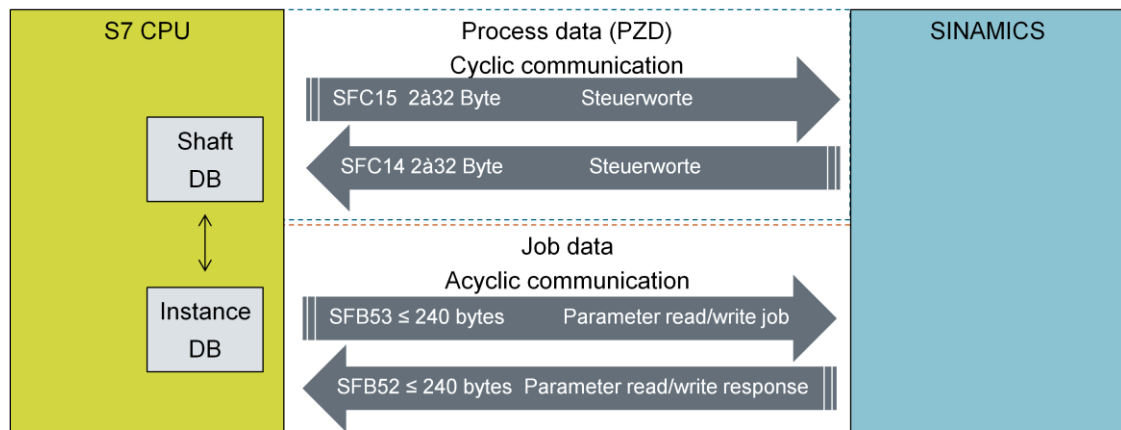 S7 CPU
Process data (PZD)
Cyclic communication
SINAMICS
SFC15 2à32 Byte Steuerworte
SFC14 2à32 Byte Steuerworte
Shaft
DB
Job data
Acyclic communication
Instance
DB
SFB53 ≤ 240 bytes Parameter read/write job
SFB52 ≤ 240 bytes Parameter read/write response